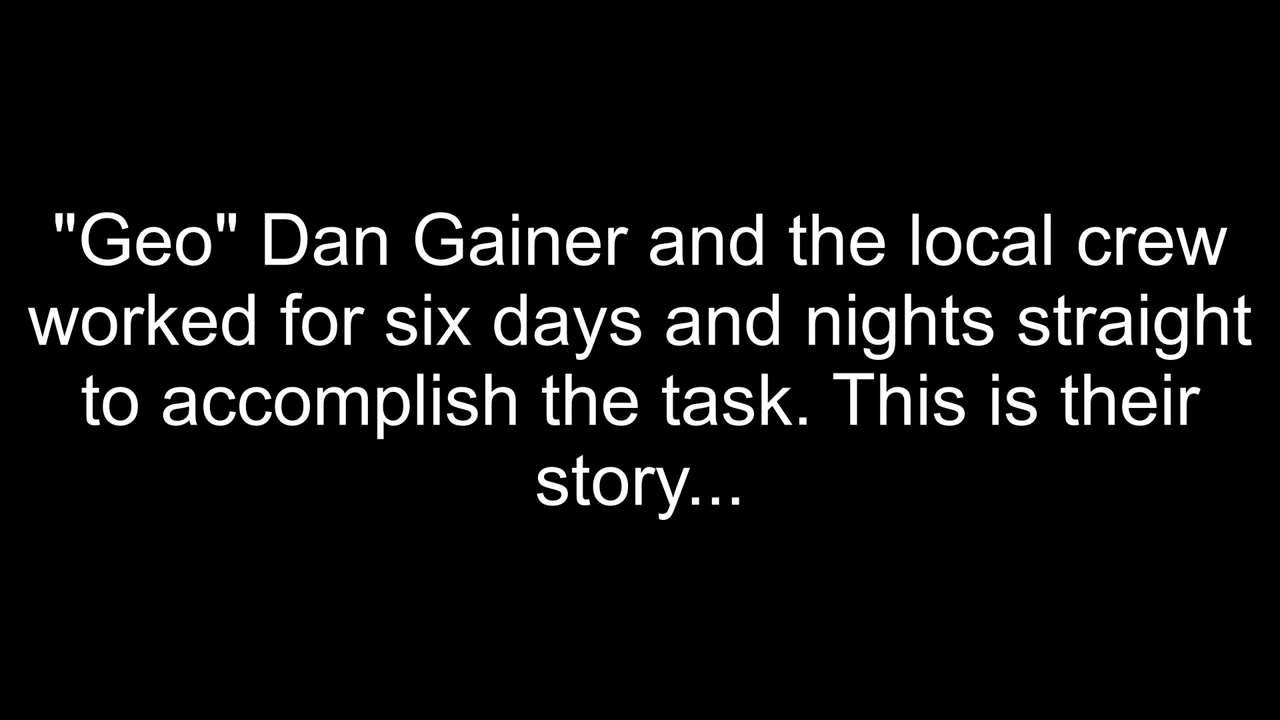 "Geo" Dan Gainer and the local crew
worked for six days and nights straight
to accomplish the task. This is their
story...